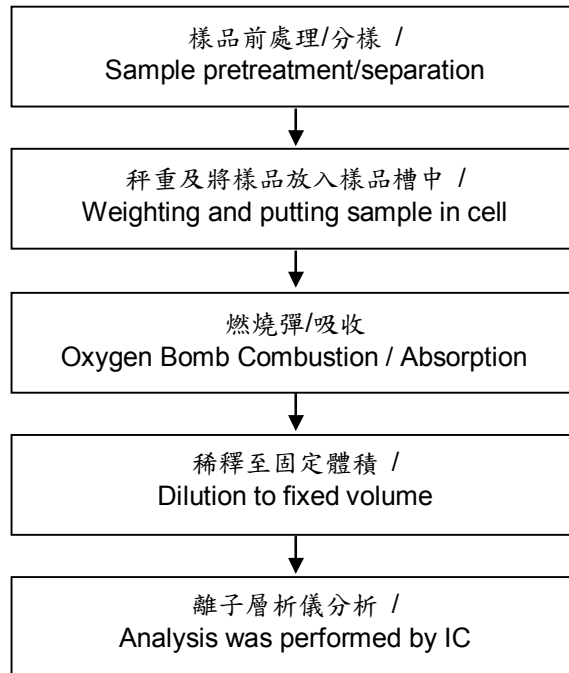 樣品前處理/分樣 /
Sample pretreatment/separation
秤重及將樣品放入樣品槽中 /
Weighting and putting sample in cell
燃燒彈/吸收
Oxygen Bomb Combustion / Absorption
稀釋至固定體積 /
Dilution to fixed volume
離子層析儀分析 /
Analysis was performed by IC